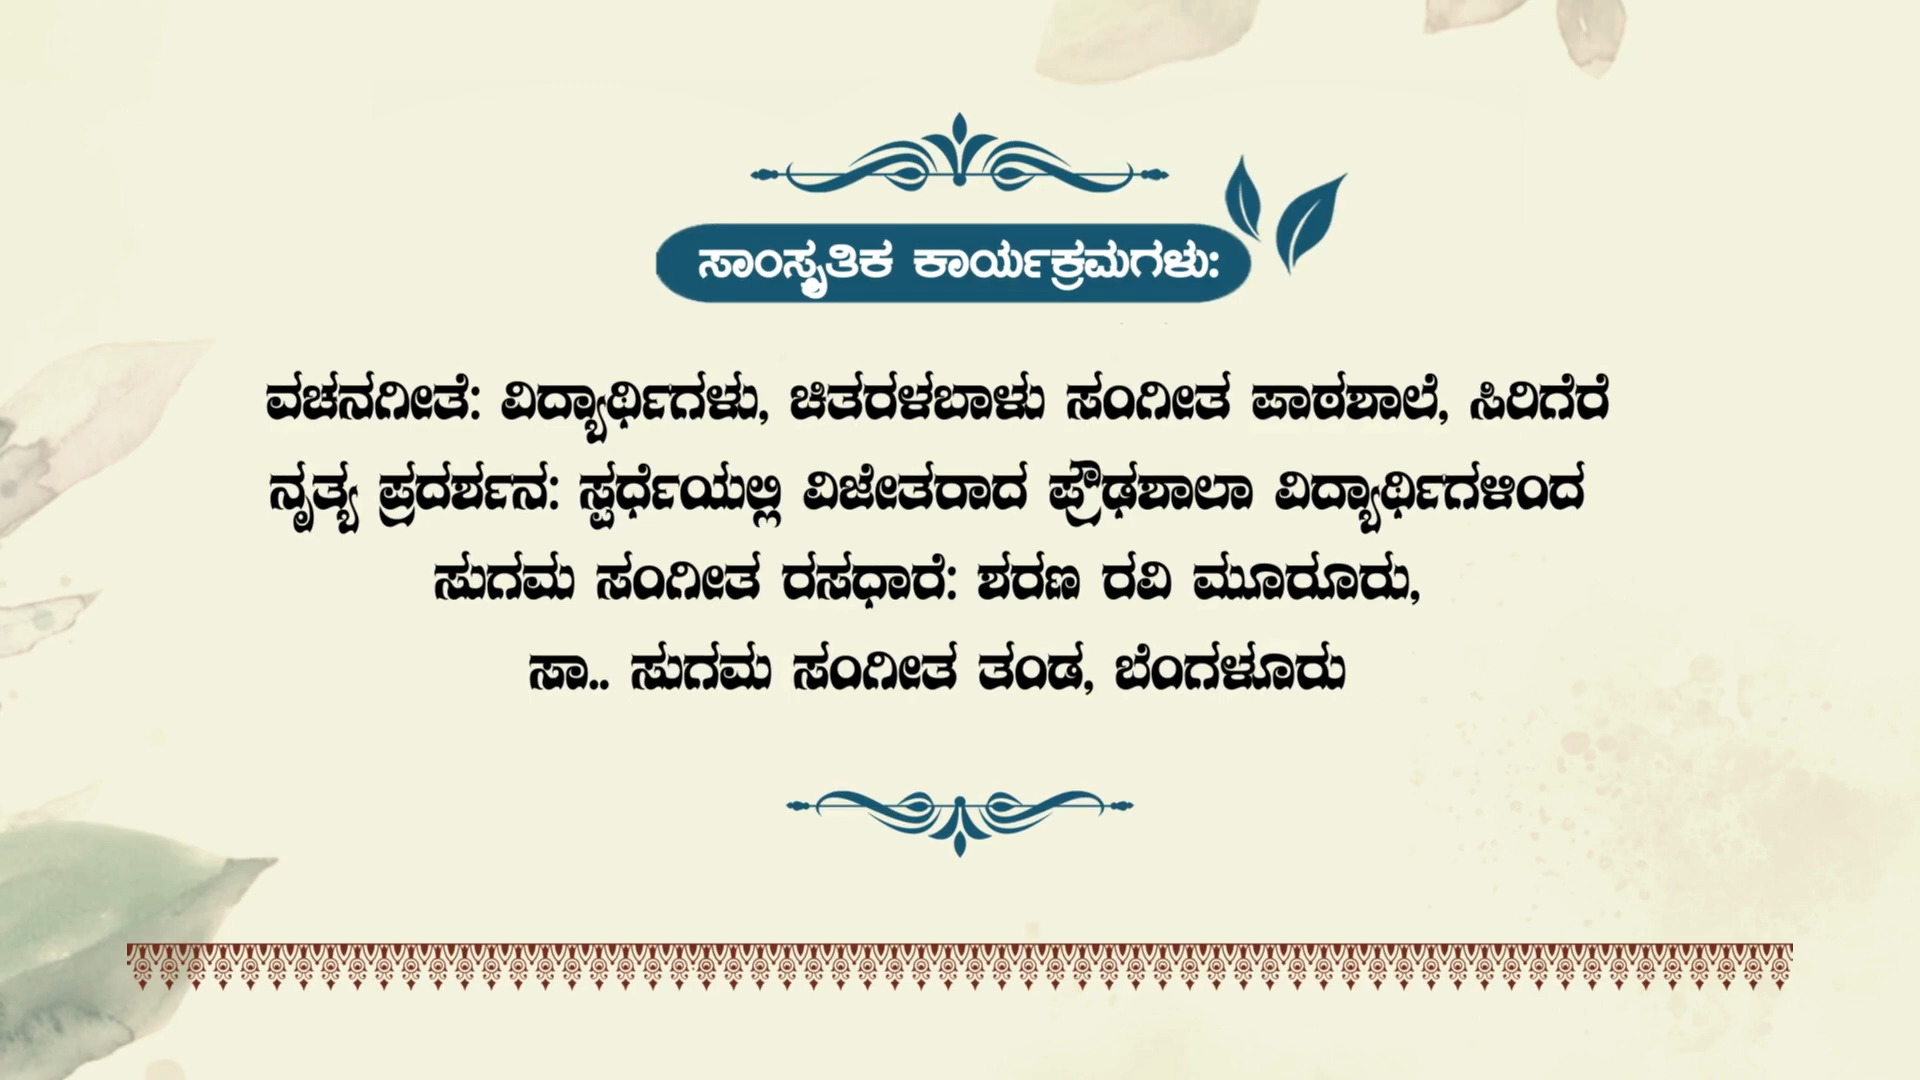 ಸಾಂಸ್ಕೃತಿಕ ಕಾರ್ಯಕ್ರಮಗಳು:
ವಚನಗೀತೆ: ವಿದ್ಯಾರ್ಥಿಗಳು, ಚಿತರಳಬಾಳು ಸಂಗೀತ ಪಾಠಶಾಲೆ, ಸಿರಿಗೆರೆ
ನೃತ್ಯ ಪ್ರದರ್ಶನ: ಸ್ಪರ್ಧೆಯಲ್ಲಿ ವಿಜೇತರಾದ ಪ್ರೌಢಶಾಲಾ ವಿದ್ಯಾರ್ಥಿಗಳಿಂದ
ಸುಗಮ ಸಂಗೀತ ರಸಧಾರೆ: ಶರಣ ರವಿ ಮೂರೂರು,
ಸಾ.. ಸುಗಮ ಸಂಗೀತ ತಂಡ, ಬೆಂಗಳೂರು